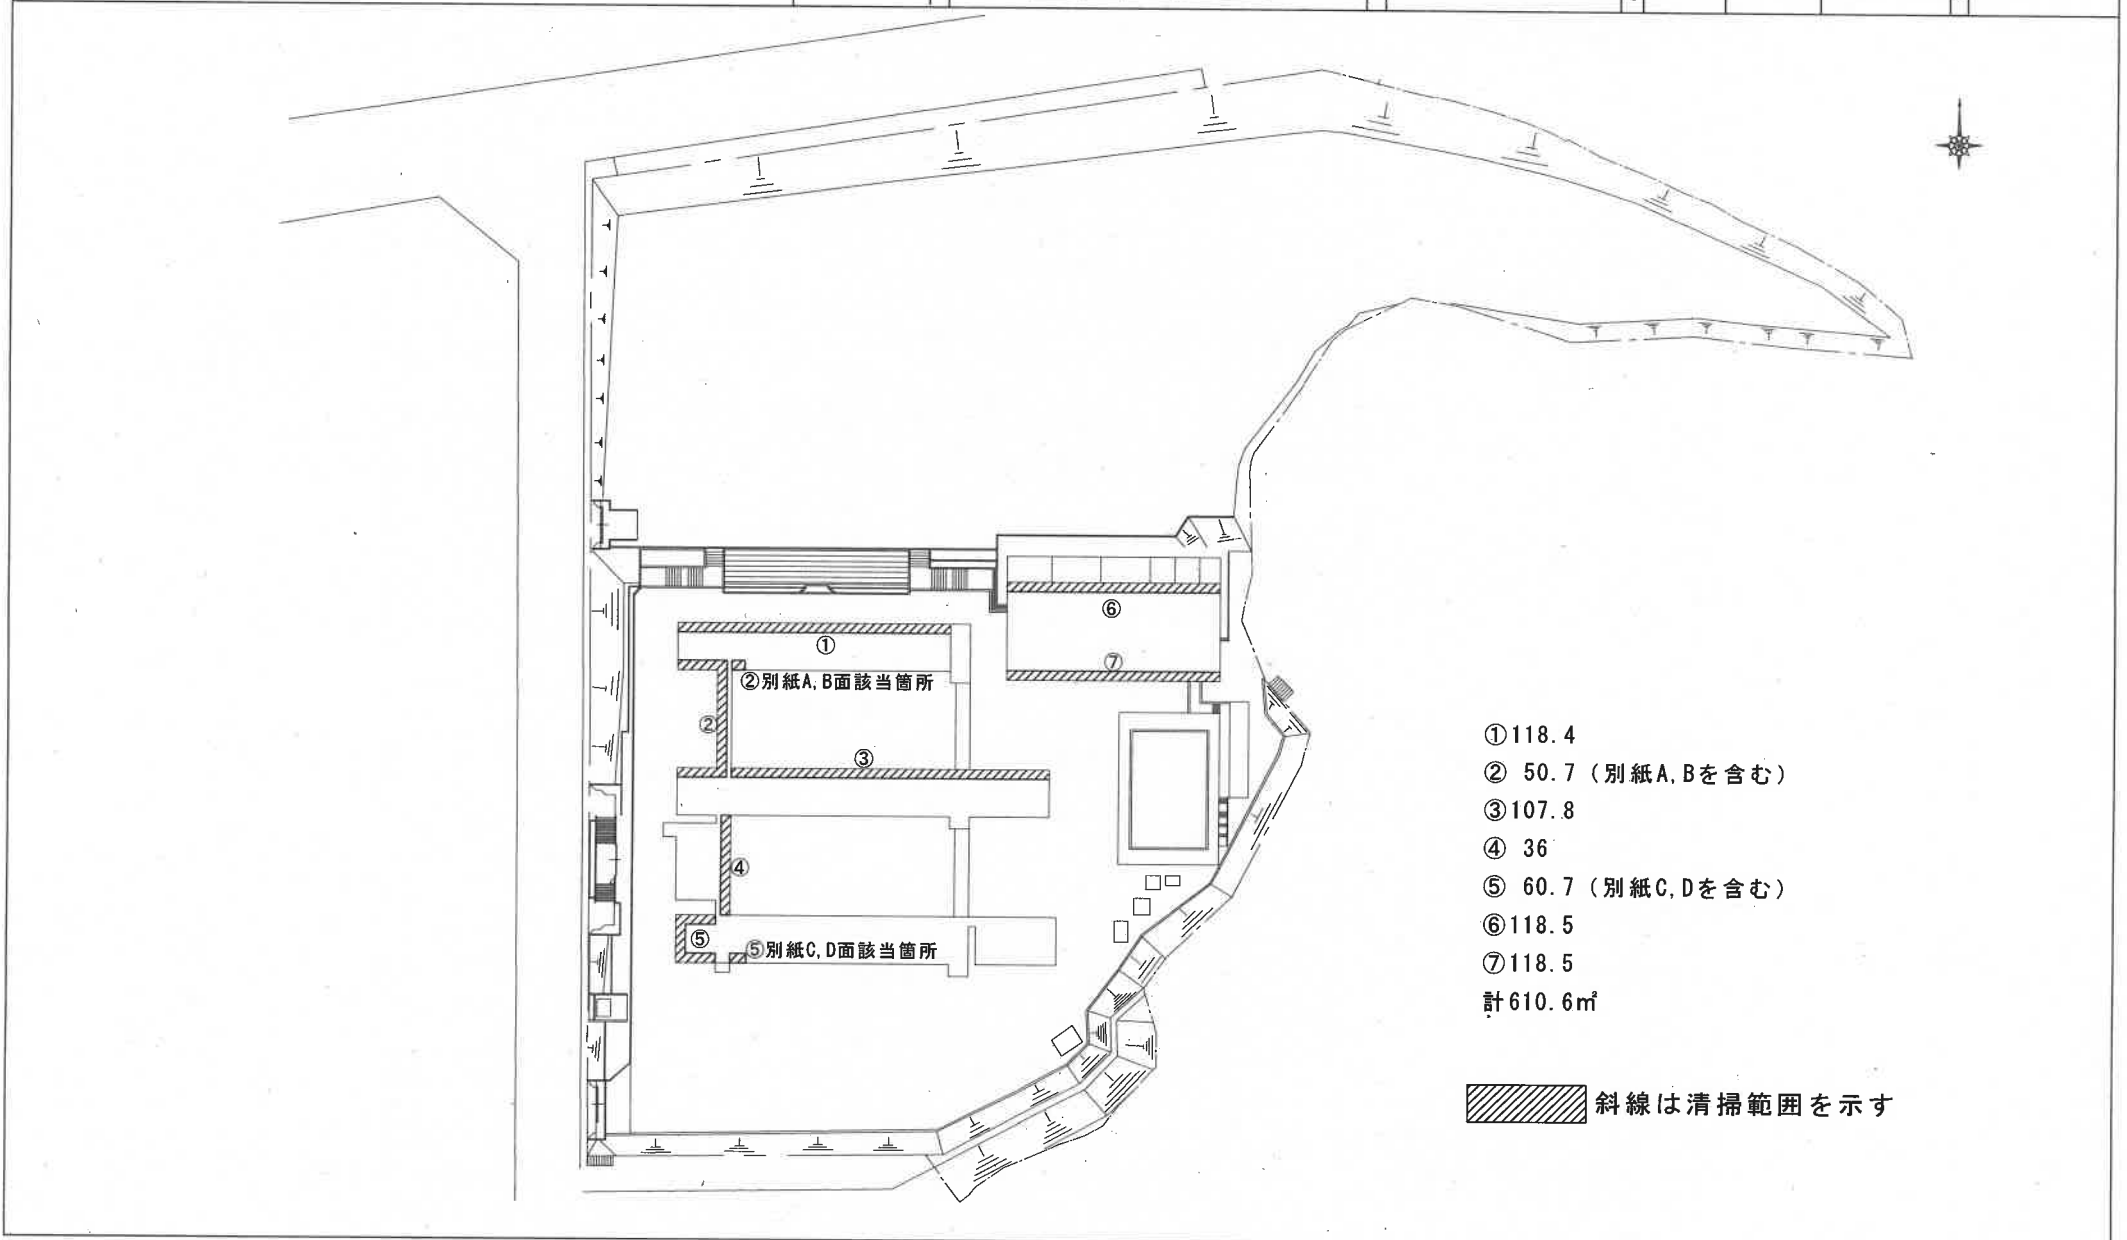 ⑥
①
⑦
②別紙A,B面該当箇所
②
③
④
⑤
⑤別紙C,D面該当箇所
①118.4
② 50.7(別紙A,Bを含む)
③107.8
④ 36
⑤ 60.7(別紙C,Dを含む)
⑥118.5
⑦118.5
計610.6㎡
斜線は清掃範囲を示す